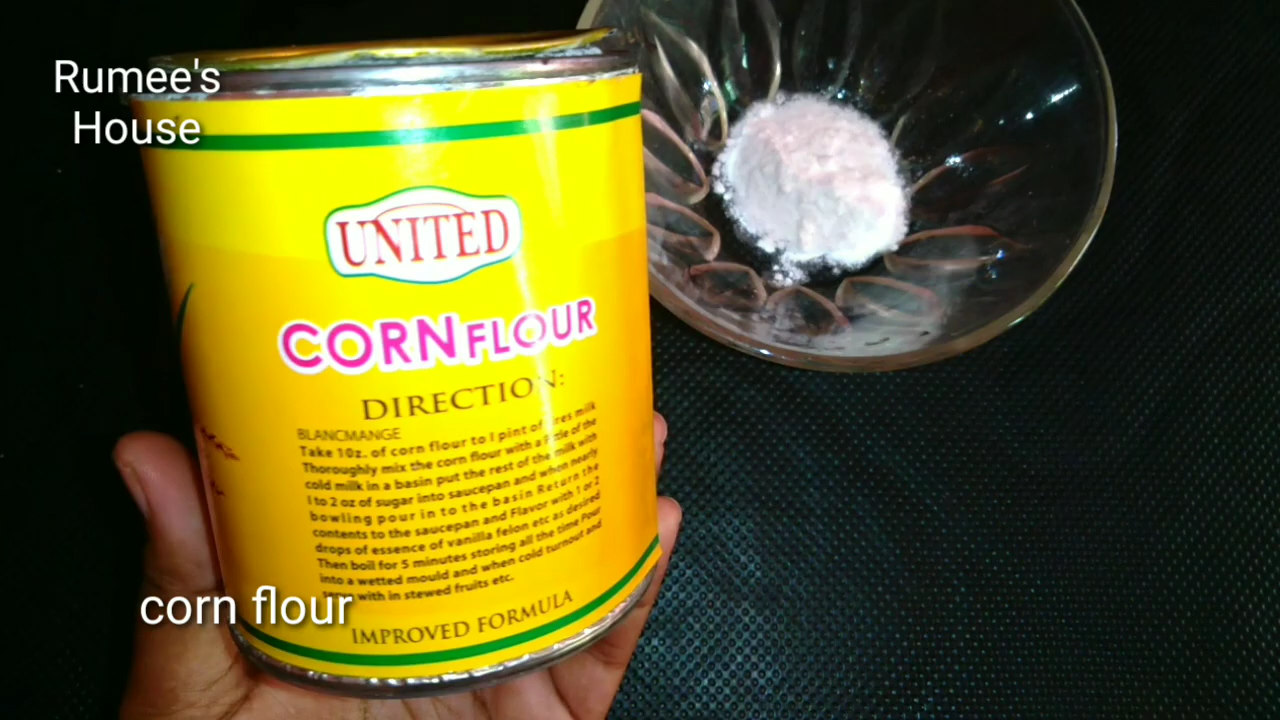 Rumee's
House
UNITED
CORN FLOUR
DIRECTION:
BLANCMANGE
Take 10z. of corn flour to I pint of milk
Thoroughly mix the corn flour with a of the
cold milk in a basin put the rest of the milk with
I to 2 oz of sugar into saucepan and when nearly
bowling pour in to the basin Return the
contents to the saucepan and Flavor with 1 or 2
drops of essence of vanilla felon etc as desired
Then boil for 5 minutes storing all the time Pour
into a wetted mould and when cold turnout and
with in stewed fruits etc.
IMPROVED FORMULA
corn flour